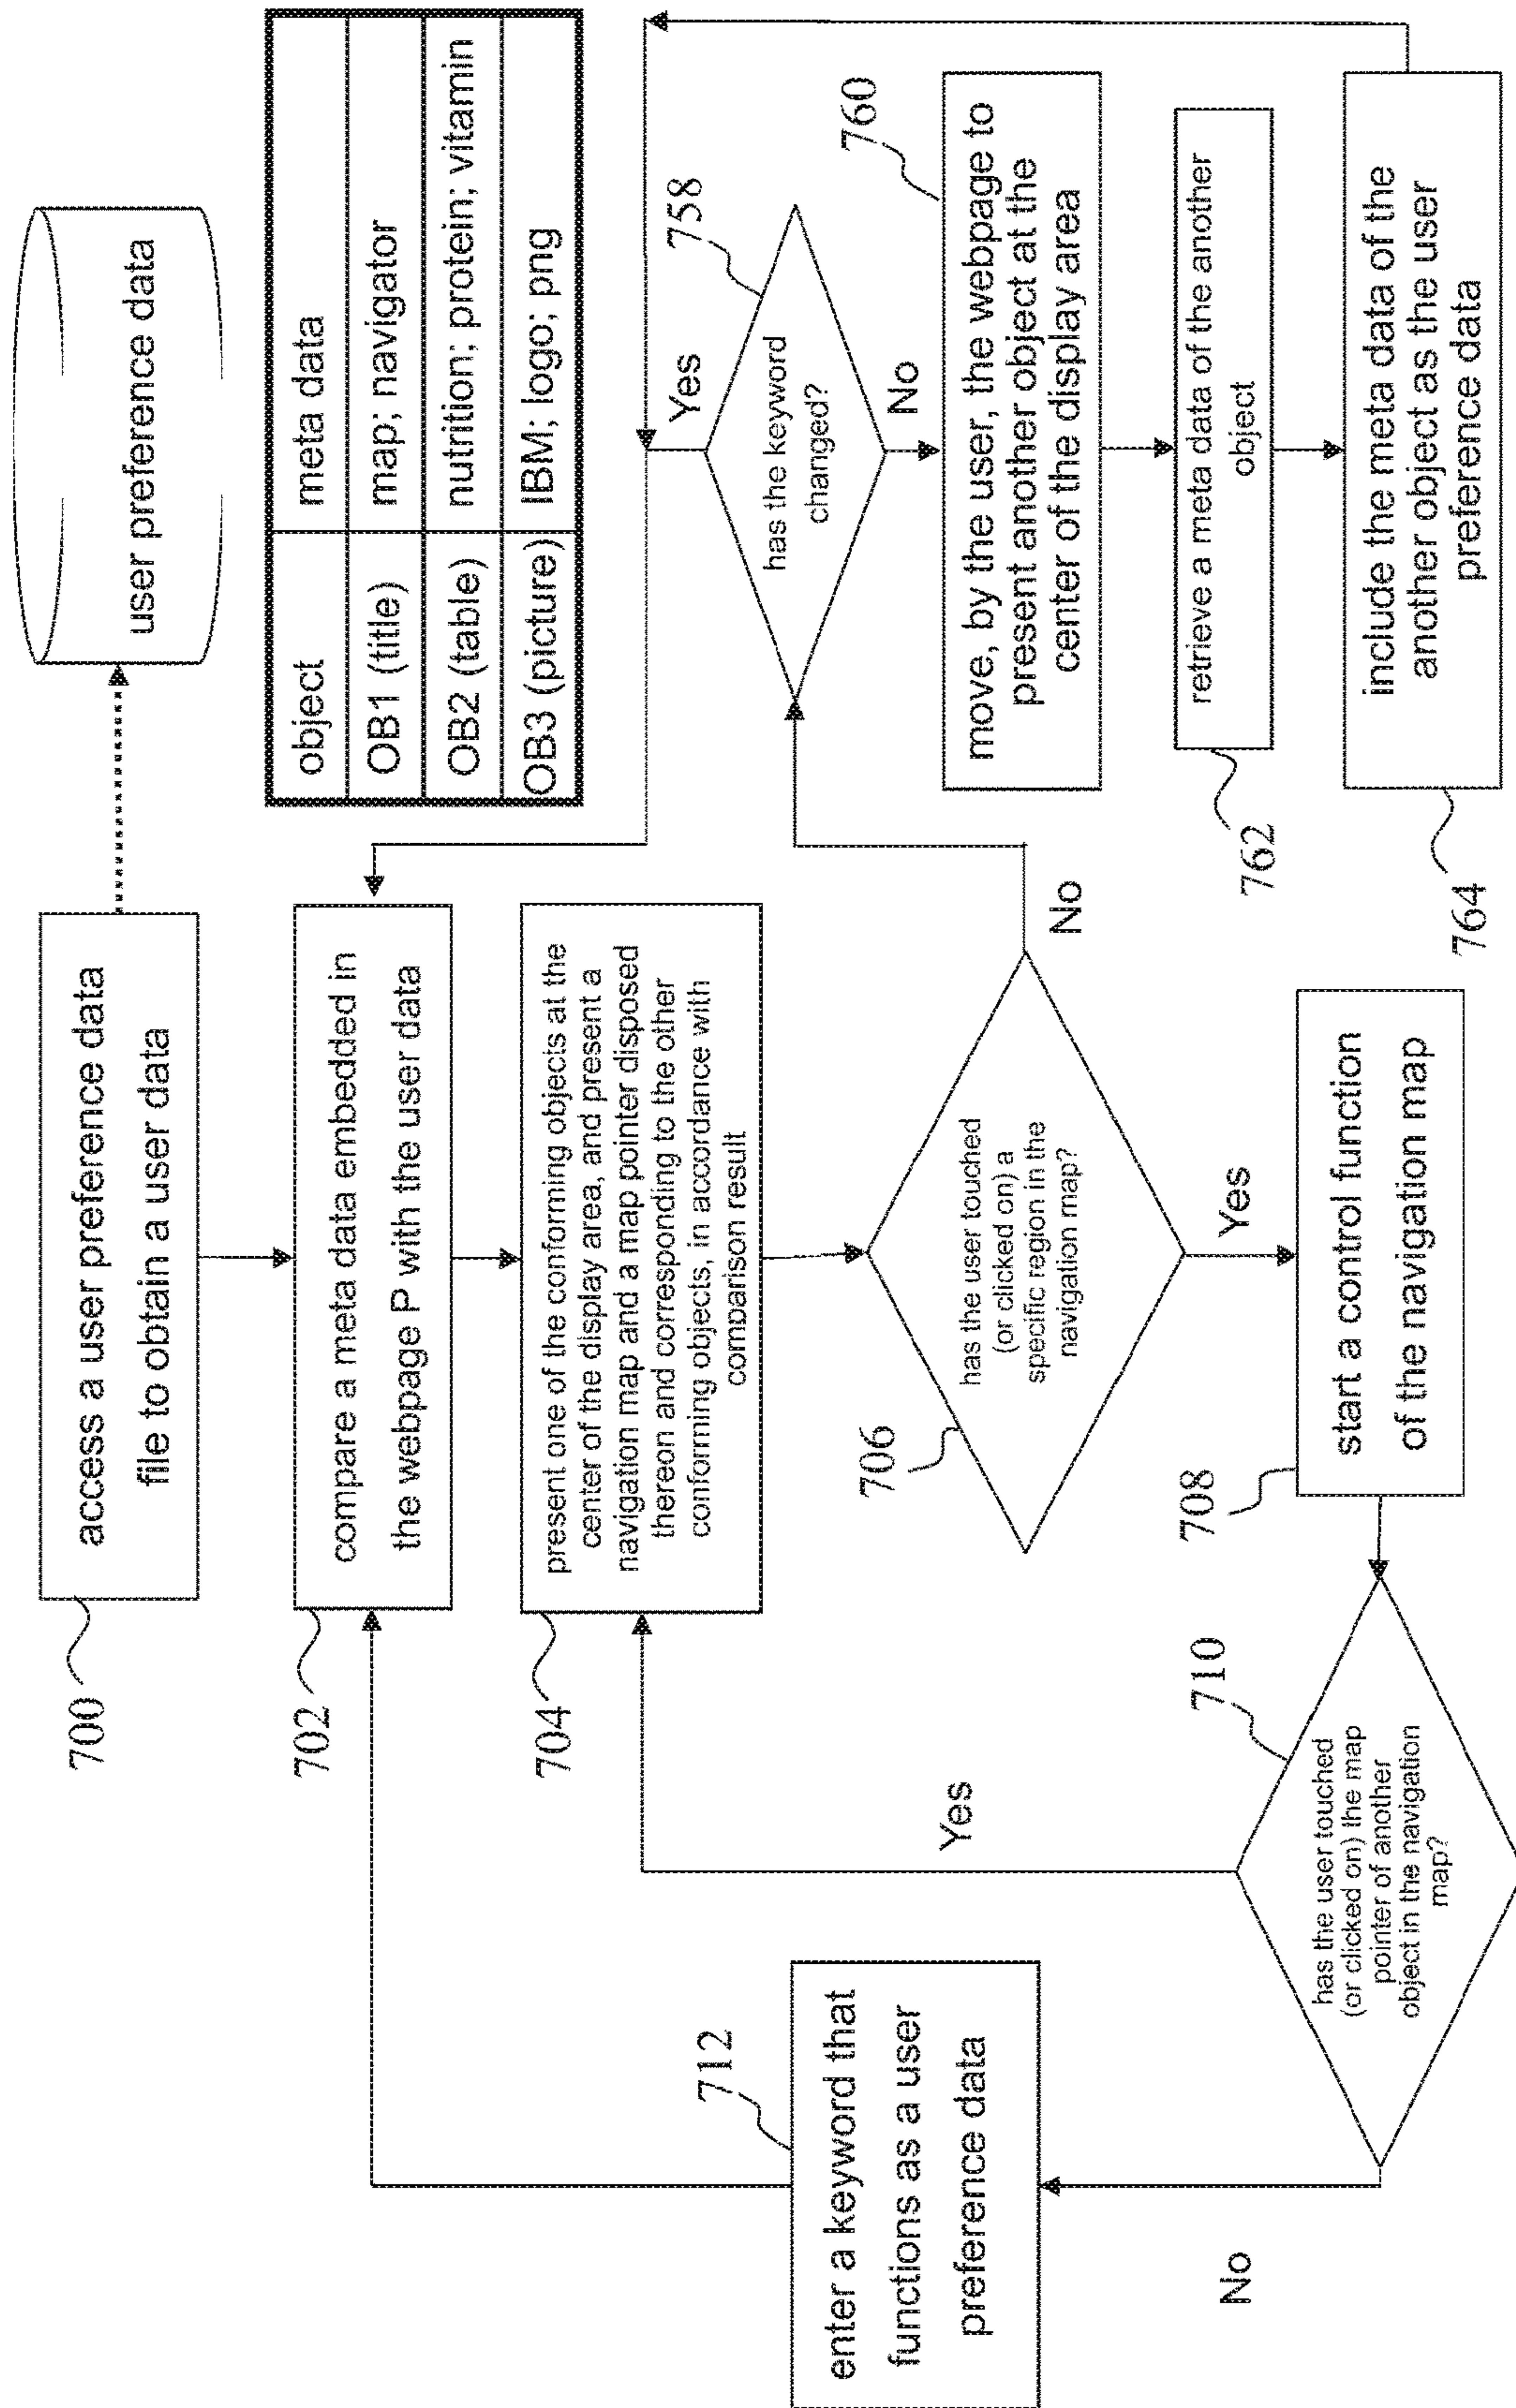 700
access a user preference data
file to obtain a user data
user preference data
702
compare a meta data embedded in
the webpage P with the user data
object meta data
OB1 (title) map; navigator
OB2 (table) nutrition; protein; vitamin
OB3 (picture) IBM; logo; png
704
present one of the conforming objects at the
center of the display area, and present a
navigation map and a map pointer disposed
thereon and corresponding to the other
conforming objects, in accordance with
comparison result
706
has the user touched
(or clicked on) a
specific region in the
navigation map?
No
Yes
758
has the keyword
changed?
Yes
No
760
move, by the user, the webpage to
present another object at the
center of the display area
762
retrieve a meta data of the another
object
764
include the meta data of the
another object as the user
preference data
708
start a control function
of the navigation map
710
has the user touched
(or clicked on) the map
pointer of another
object in the navigation
map?
Yes
No
712
enter a keyword that
functions as a user
preference data